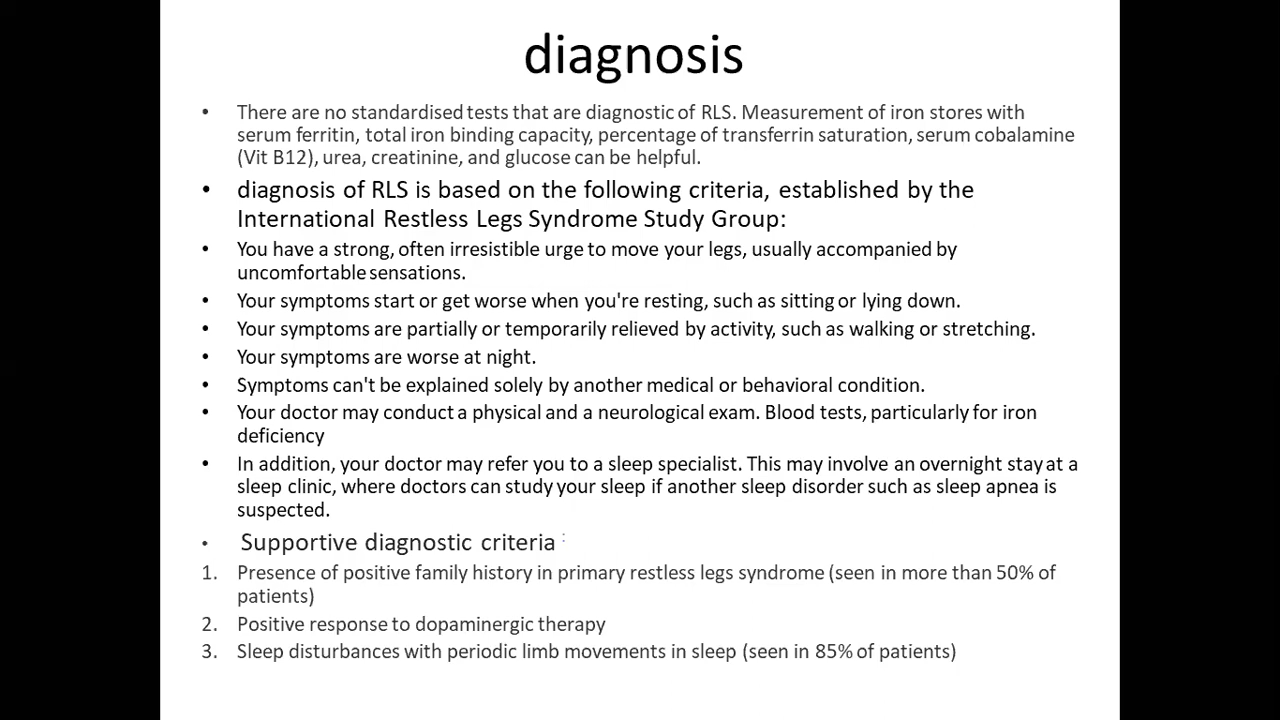 diagnosis
• There are no standardised tests that are diagnostic of RLS. Measurement of iron stores with
serum ferritin, total iron binding capacity, percentage of transferrin saturation, serum cobalamine
(Vit B12), urea, creatinine, and glucose can be helpful.
• diagnosis of RLS is based on the following criteria, established by the
International Restless Legs Syndrome Study Group:
• You have a strong, often irresistible urge to move your legs, usually accompanied by
uncomfortable sensations.
• Your symptoms start or get worse when you're resting, such as sitting or lying down.
• Your symptoms are partially or temporarily relieved by activity, such as walking or stretching.
• Your symptoms are worse at night.
• Symptoms can't be explained solely by another medical or behavioral condition.
• Your doctor may conduct a physical and a neurological exam. Blood tests, particularly for iron
deficiency
• In addition, your doctor may refer you to a sleep specialist. This may involve an overnight stay at a
sleep clinic, where doctors can study your sleep if another sleep disorder such as sleep apnea is
suspected.
• Supportive diagnostic criteria :
1. Presence of positive family history in primary restless legs syndrome (seen in more than 50% of
patients)
2. Positive response to dopaminergic therapy
3. Sleep disturbances with periodic limb movements in sleep (seen in 85% of patients)